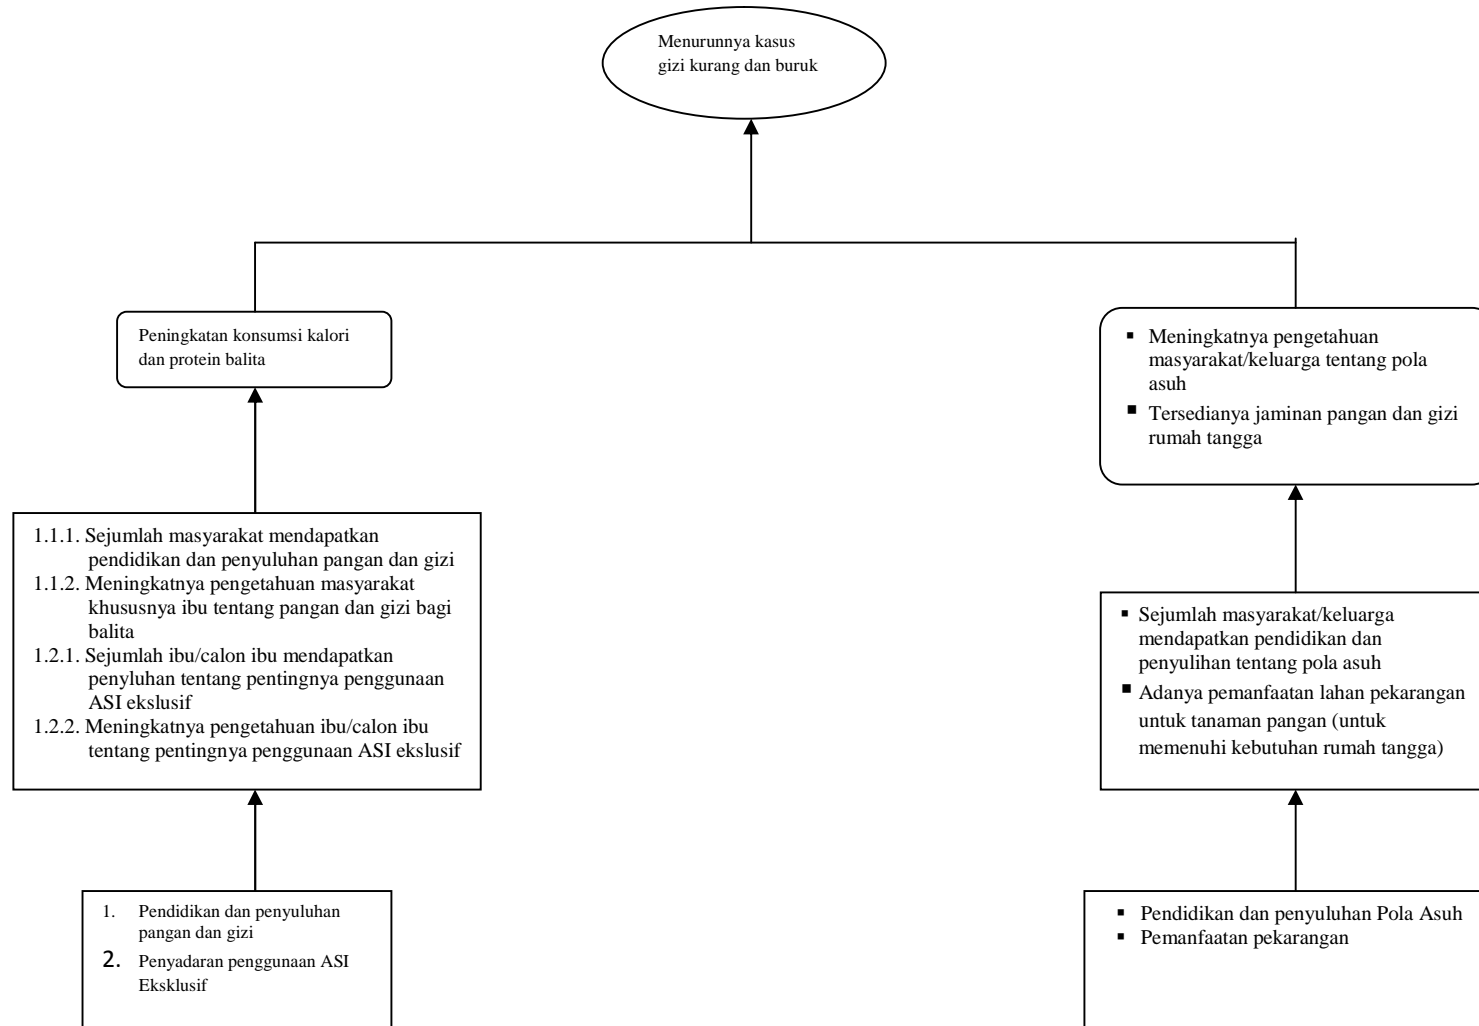 Menurunnya kasus
gizi kurang dan buruk
Peningkatan konsumsi kalori
dan protein balita
▪ Meningkatnya pengetahuan
masyarakat/keluarga tentang pola
asuh
▪ Tersedianya jaminan pangan dan gizi
rumah tangga
1.1.1. Sejumlah masyarakat mendapatkan
pendidikan dan penyuluhan pangan dan gizi
1.1.2. Meningkatnya pengetahuan masyarakat
khususnya ibu tentang pangan dan gizi bagi
balita
1.2.1. Sejumlah ibu/calon ibu mendapatkan
penyluhan tentang pentingnya penggunaan
ASI ekslusif
1.2.2. Meningkatnya pengetahuan ibu/calon ibu
tentang pentingnya penggunaan ASI ekslusif
▪ Sejumlah masyarakat/keluarga
mendapatkan pendidikan dan
penyulihan tentang pola asuh
▪ Adanya pemanfaatan lahan pekarangan
untuk tanaman pangan (untuk
memenuhi kebutuhan rumah tangga)
1. Pendidikan dan penyuluhan
pangan dan gizi
2. Penyadaran penggunaan ASI
Eksklusif
▪ Pendidikan dan penyuluhan Pola Asuh
▪ Pemanfaatan pekarangan